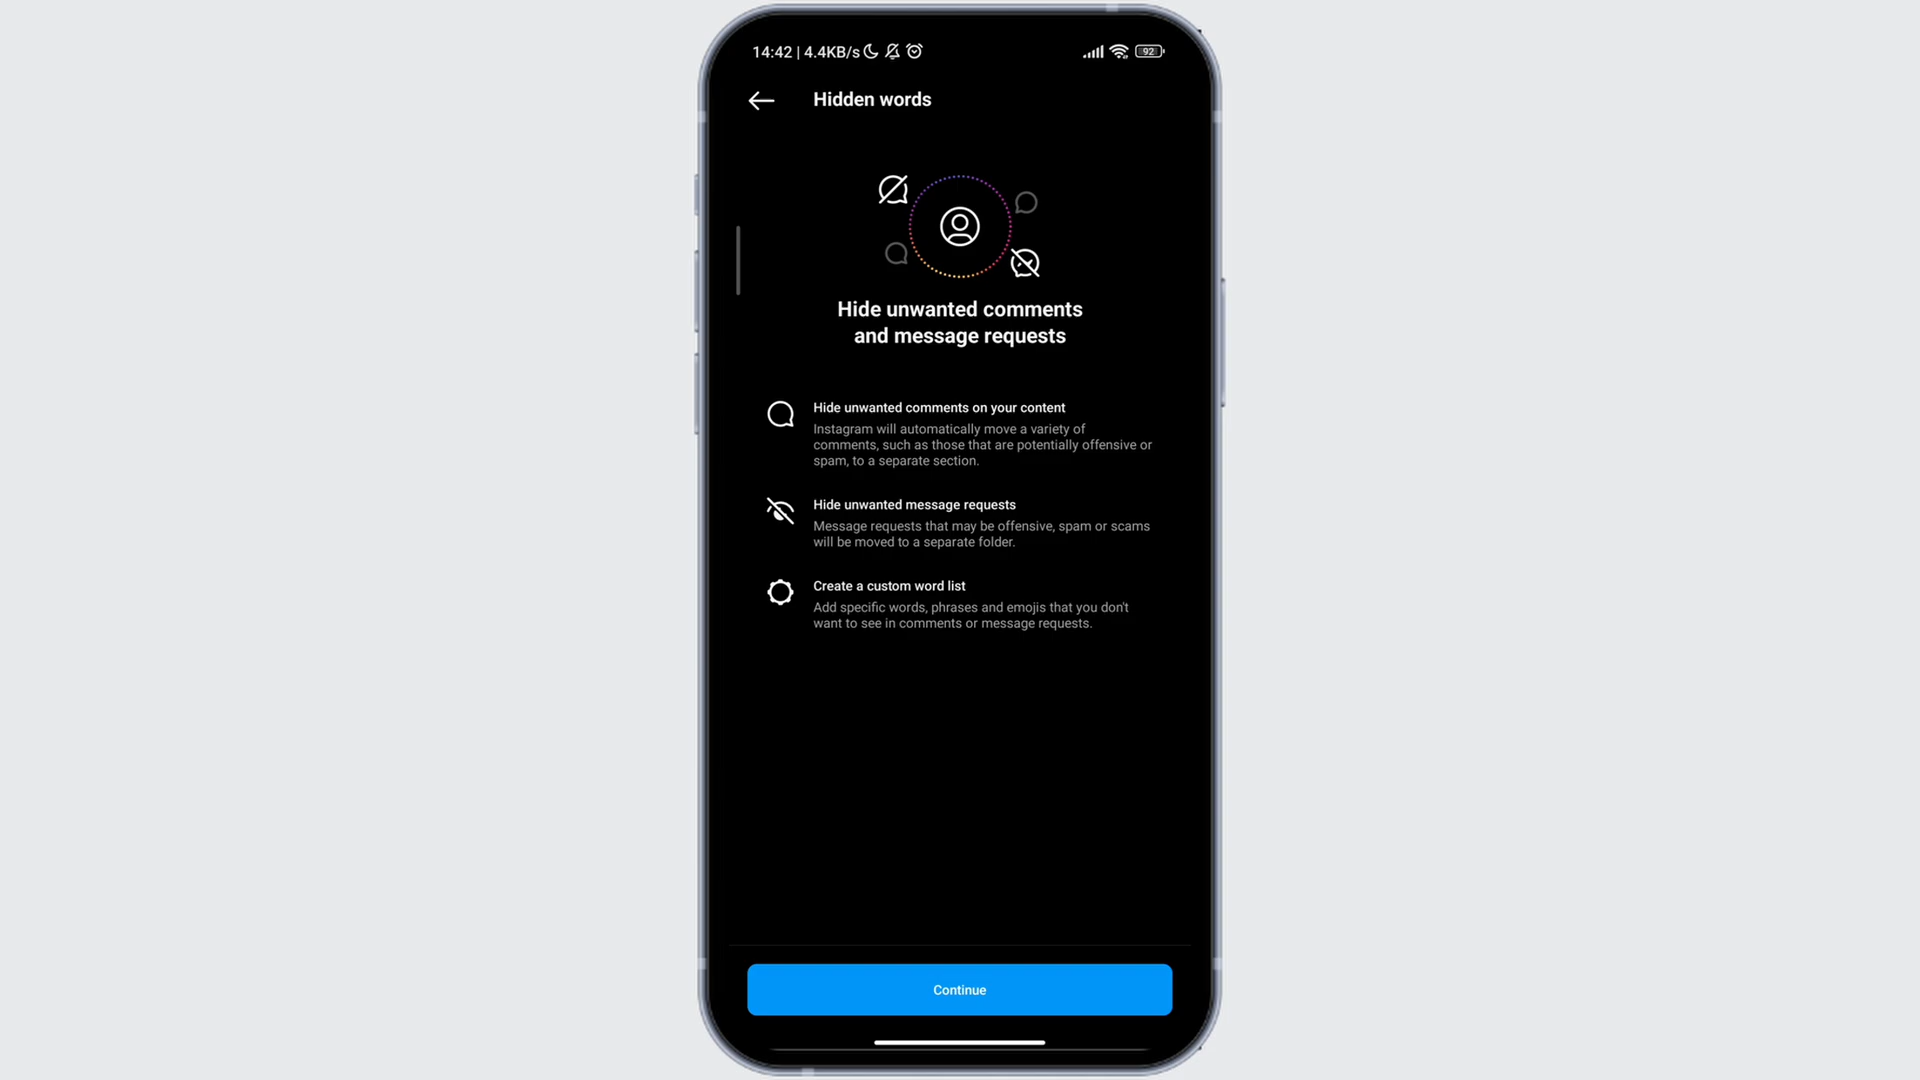 14:42 | 4.4KB/s 92
Hidden words
Hide unwanted comments
and message requests
Hide unwanted comments on your content
Instagram will automatically move a variety of
comments, such as those that are potentially offensive or
spam, to a separate section.
Hide unwanted message requests
Message requests that may be offensive, spam or scams
will be moved to a separate folder.
Create a custom word list
Add specific words, phrases and emojis that you don't
want to see in comments or message requests.
Continue